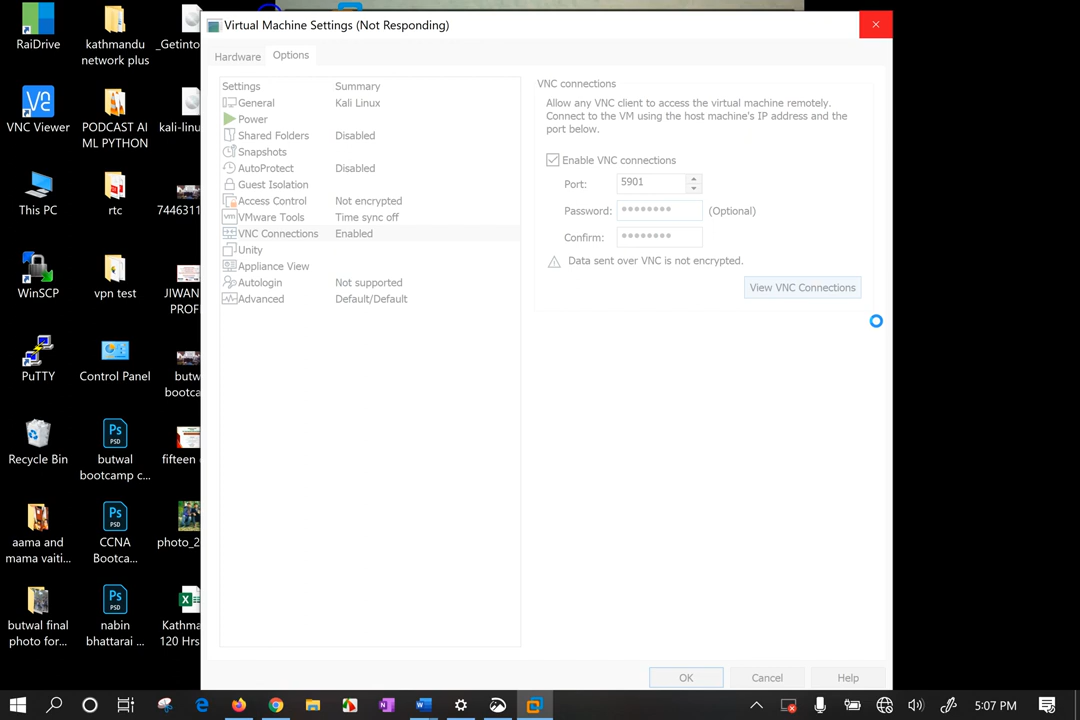 Virtual Machine Settings (Not Responding)
Hardware
Options
Settings
Summary
General
Kali Linux
Power
Shared Folders
Disabled
Snapshots
AutoProtect
Disabled
Guest Isolation
Access Control
Not encrypted
VMware Tools
Time sync off
VNC Connections
Enabled
Unity
Appliance View
Autologin
Not supported
Advanced
Default/Default
VNC connections
Allow any VNC client to access the virtual machine remotely.
Connect to the VM using the host machine's IP address and the
port below.
Enable VNC connections
Port:
5901
Password:
●●●●●●●●
(Optional)
Confirm:
●●●●●●●●
Data sent over VNC is not encrypted.
View VNC Connections
OK
Cancel
Help
RaiDrive
kathmandu
network plus
_Getinto
VNC Viewer
PODCAST AI
ML PYTHON
kali-linu
This PC
rtc
7446311
WinSCP
vpn test
JIWAN
PROF
PuTTY
Control Panel
butw
bootca
Recycle Bin
butwal
bootcamp c...
fifteen
aama and
mama vaiti...
CCNA
Bootca...
photo_2
butwal final
photo for...
nabin
bhattarai ...
Kathma
120 Hrs
5:07 PM